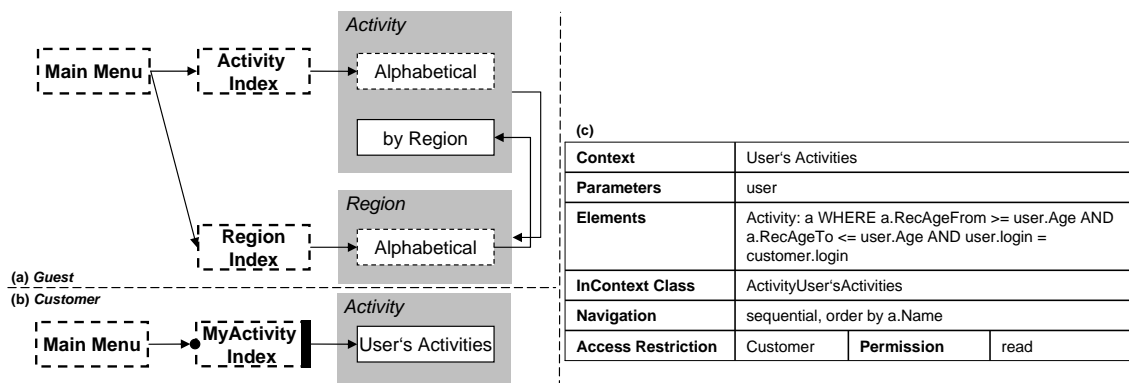 Activity
Main Menu
Activity
Index
Alphabetical
by Region
Region
Region
Index
Alphabetical
(a) Guest
(b) Customer
Activity
Main Menu
MyActivity
Index
User‘s Activities
(c)
Context User‘s Activities
Parameters user
Elements Activity: a WHERE a.RecAgeFrom >= user.Age AND
a.RecAgeTo <= user.Age AND user.login =
customer.login
InContext Class ActivityUser‘sActivities
Navigation sequential, order by a.Name
Access Restriction Customer Permission read